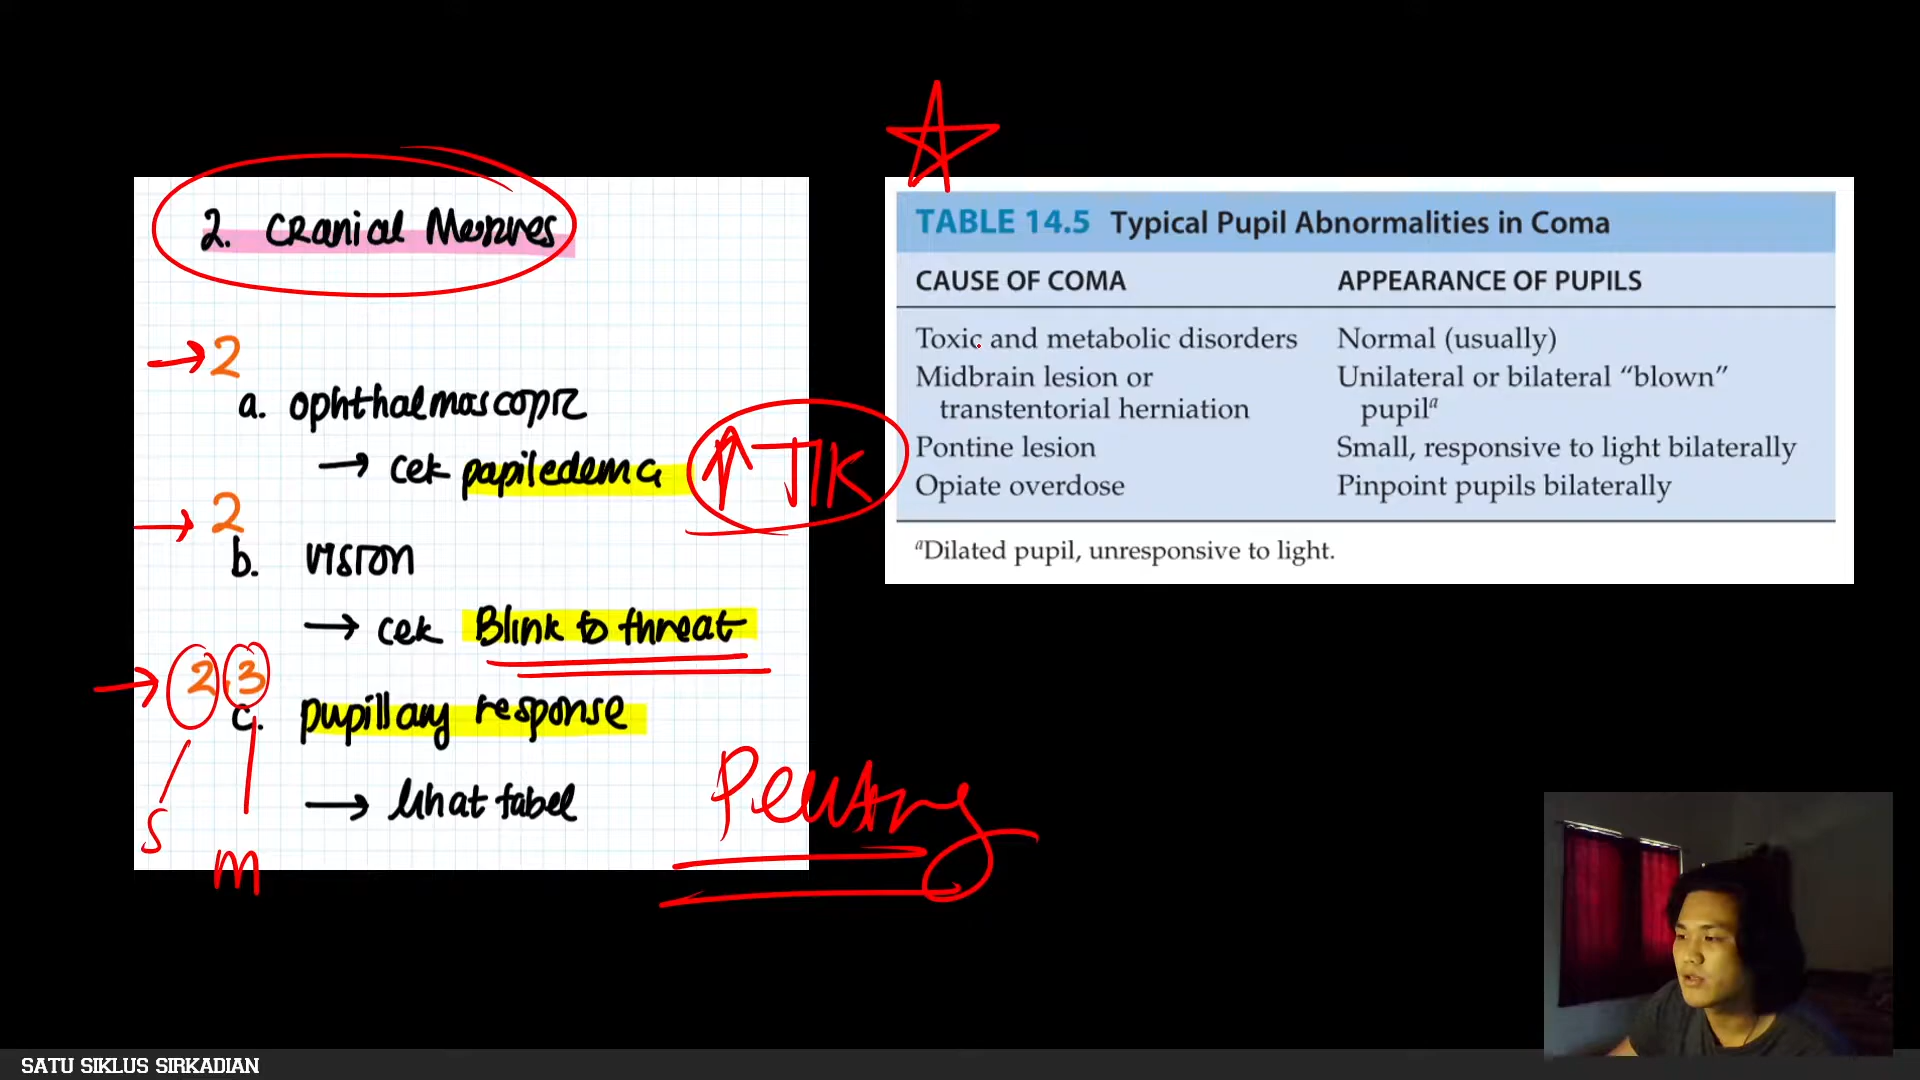 2. Cranial Nerves
2
a. ophthalmoscopic
→ cek papiledema
↑ TIK
2
b. vision
→ cek Blink to threat
2, 3
c. pupillary response
→ lihat tabel
S
M
Penting
TABLE 14.5 Typical Pupil Abnormalities in Coma
CAUSE OF COMA APPEARANCE OF PUPILS
Toxic and metabolic disorders Normal (usually)
Midbrain lesion or Unilateral or bilateral “blown”
transtentorial herniation pupilᵃ
Pontine lesion Small, responsive to light bilaterally
Opiate overdose Pinpoint pupils bilaterally
ᵃDilated pupil, unresponsive to light.
SATU SIKLUS SIRKADIAN